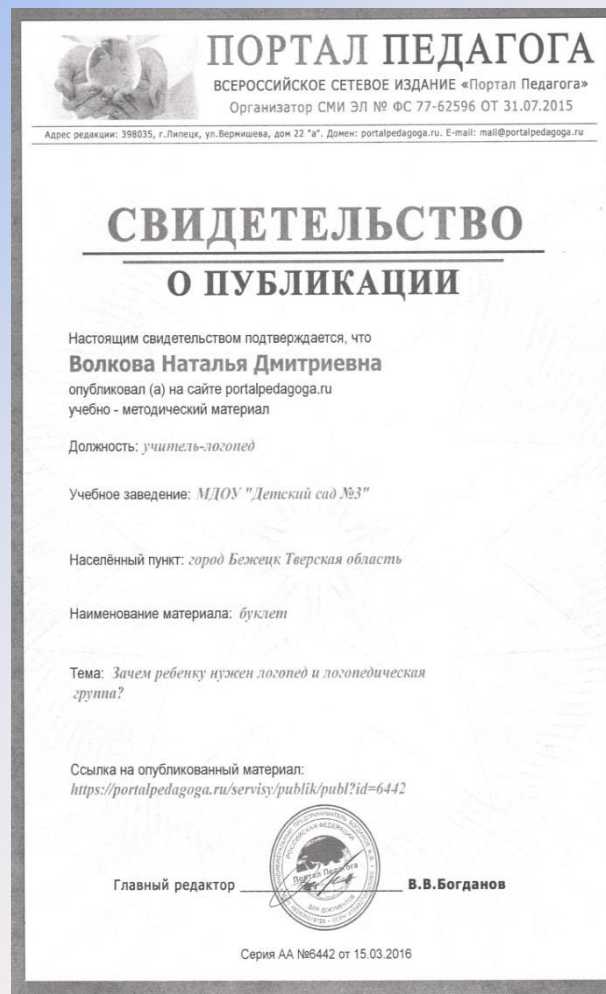 ПОРТАЛ ПЕДАГОГА
ВСЕРОССИЙСКОЕ СЕТЕВОЕ ИЗДАНИЕ «Портал Педагога»
Организатор СМИ ЭЛ № ФС 77-62596 ОТ 31.07.2015
Адрес редакции: 398035, г.Липецк, ул.Вермишева, дом 22 "а". Домен: portalpedagoga.ru. E-mail: mail@portalpedagoga.ru
СВИДЕТЕЛЬСТВО
О ПУБЛИКАЦИИ
Настоящим свидетельством подтверждается, что
Волкова Наталья Дмитриевна
опубликовал (а) на сайте portalpedagoga.ru
учебно - методический материал
Должность: учитель-логопед
Учебное заведение: МДОУ "Детский сад №3"
Населённый пункт: город Бежецк Тверская область
Наименование материала: буклет
Тема: Зачем ребенку нужен логопед и логопедическая
группа?
Ссылка на опубликованный материал:
https://portalpedagoga.ru/servisy/publik/publ?id=6442
РОССИЙСКАЯ ФЕДЕРАЦИЯ
Портал Педагога
ДЛЯ ДОКУМЕНТОВ
Главный редактор В.В.Богданов
Серия АА №6442 от 15.03.2016